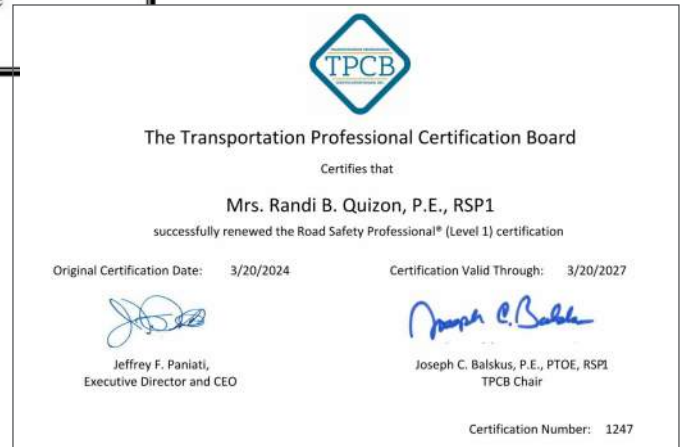 TPCB
The Transportation Professional Certification Board
Certifies that
Mrs. Randi B. Quizon, P.E., RSP1
successfully renewed the Road Safety Professional® (Level 1) certification
Original Certification Date: 3/20/2024 Certification Valid Through: 3/20/2027
Joseph C. Balskus
Jeffrey F. Paniati, Joseph C. Balskus, P.E., PTOE, RSP1
Executive Director and CEO TPCB Chair
Certification Number: 1247